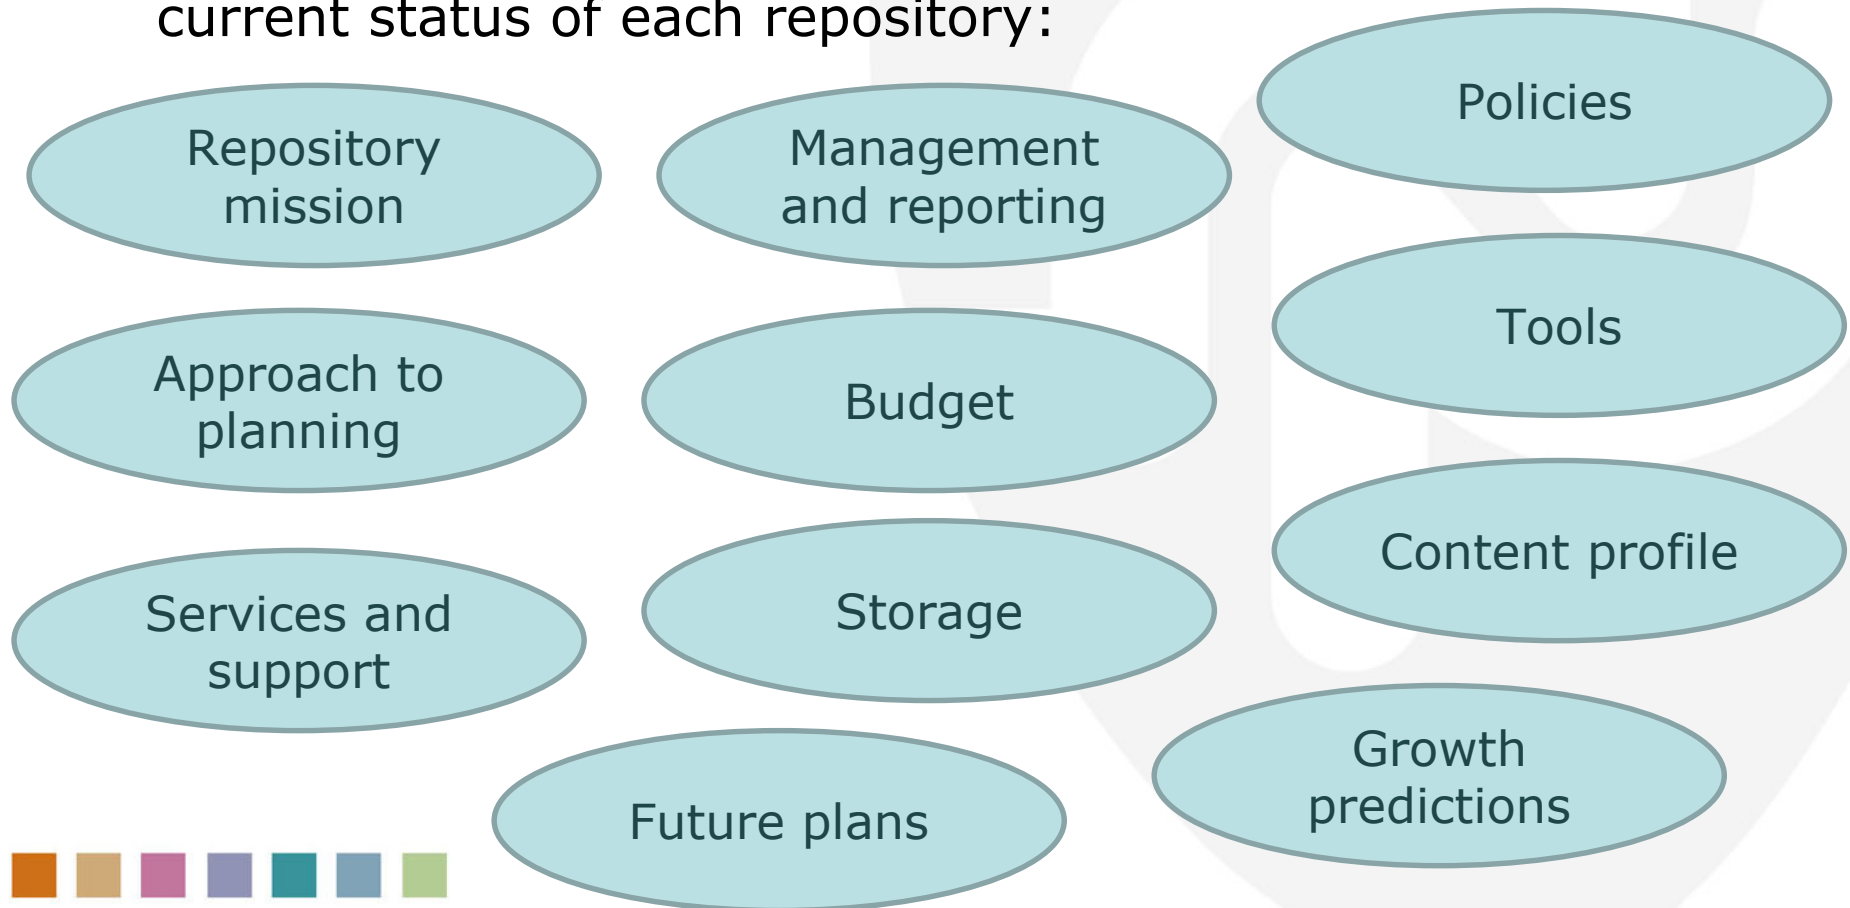 current status of each repository:
Repository
mission
Management
and reporting
Policies
Approach to
planning
Budget
Tools
Services and
support
Storage
Content profile
Future plans
Growth
predictions